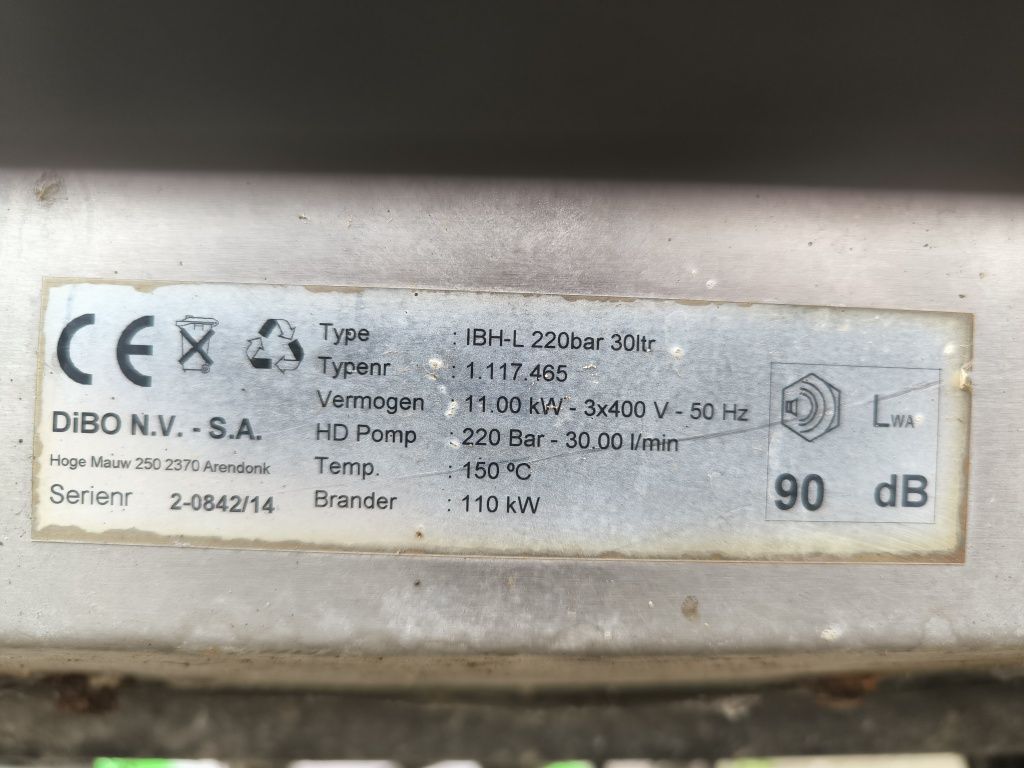 CE
DiBO N.V. - S.A.
Hoge Mauw 250 2370 Arendonk
Serienr 2-0842/14
Type : IBH-L 220bar 30ltr
Typenr : 1.117.465
Vermogen : 11.00 kW - 3x400 V - 50 Hz
HD Pomp : 220 Bar - 30.00 l/min
Temp. : 150 ºC
Brander : 110 kW
LWA
90 dB